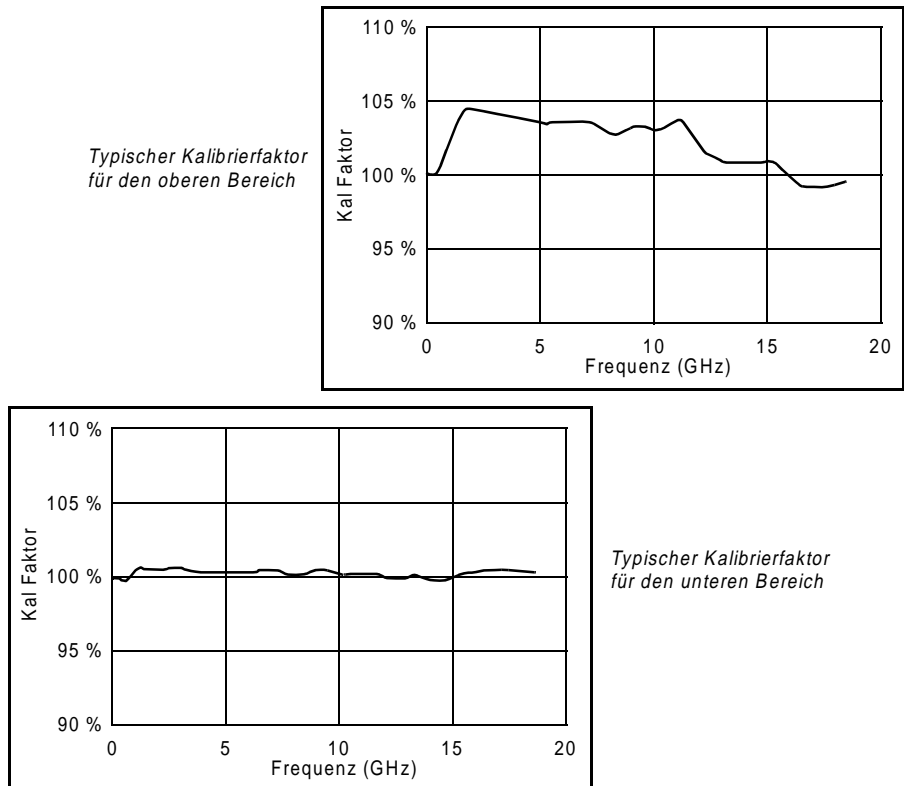 Typischer Kalibrierfaktor
für den oberen Bereich
110 %
105 %
100 %
95 %
90 %
Kal Faktor
0 5 10 15 20
Frequenz (GHz)
110 %
105 %
100 %
95 %
90 %
Kal Faktor
0 5 10 15 20
Frequenz (GHz)
Typischer Kalibrierfaktor
für den unteren Bereich